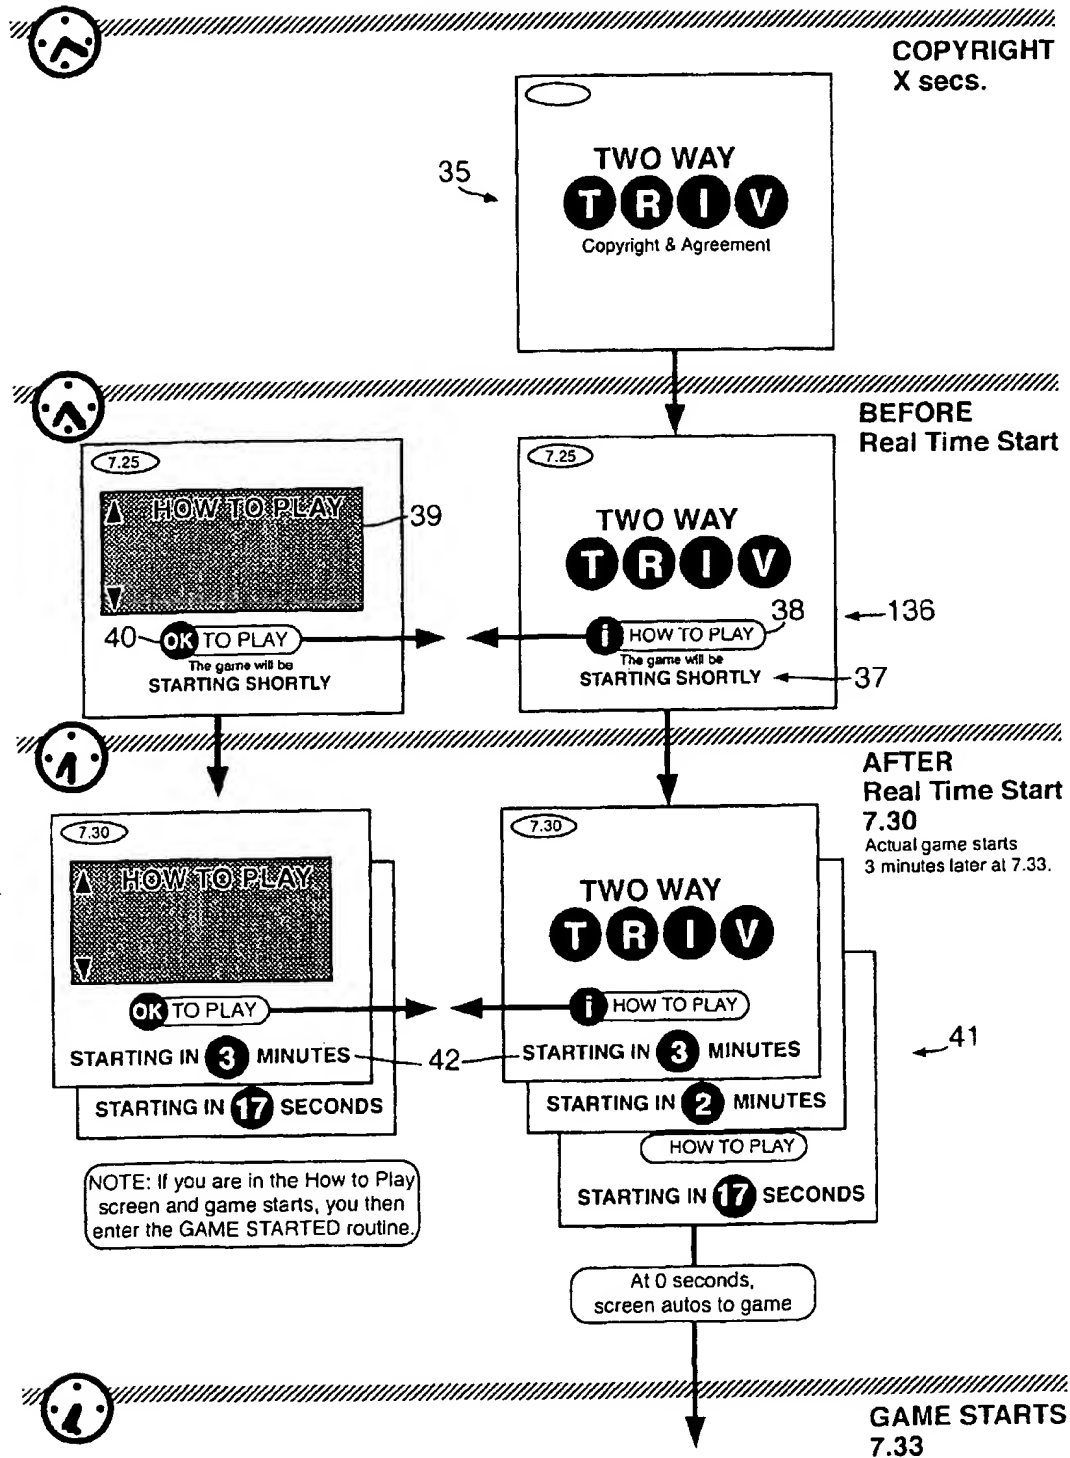 COPYRIGHT
X secs.
TWO WAY
TRIV
Copyright & Agreement
35
BEFORE
Real Time Start
7.25
HOW TO PLAY
39
40
OK TO PLAY
The game will be
STARTING SHORTLY
7.25
TWO WAY
TRIV
136
38
i HOW TO PLAY
The game will be
STARTING SHORTLY
37
AFTER
Real Time Start
7.30
Actual game starts
3 minutes later at 7.33.
7.30
HOW TO PLAY
OK TO PLAY
STARTING IN 3 MINUTES
42
STARTING IN 17 SECONDS
7.30
TWO WAY
TRIV
i HOW TO PLAY
STARTING IN 3 MINUTES
41
STARTING IN 2 MINUTES
HOW TO PLAY
STARTING IN 17 SECONDS
NOTE: If you are in the How to Play
screen and game starts, you then
enter the GAME STARTED routine.
At 0 seconds,
screen autos to game
GAME STARTS
7.33